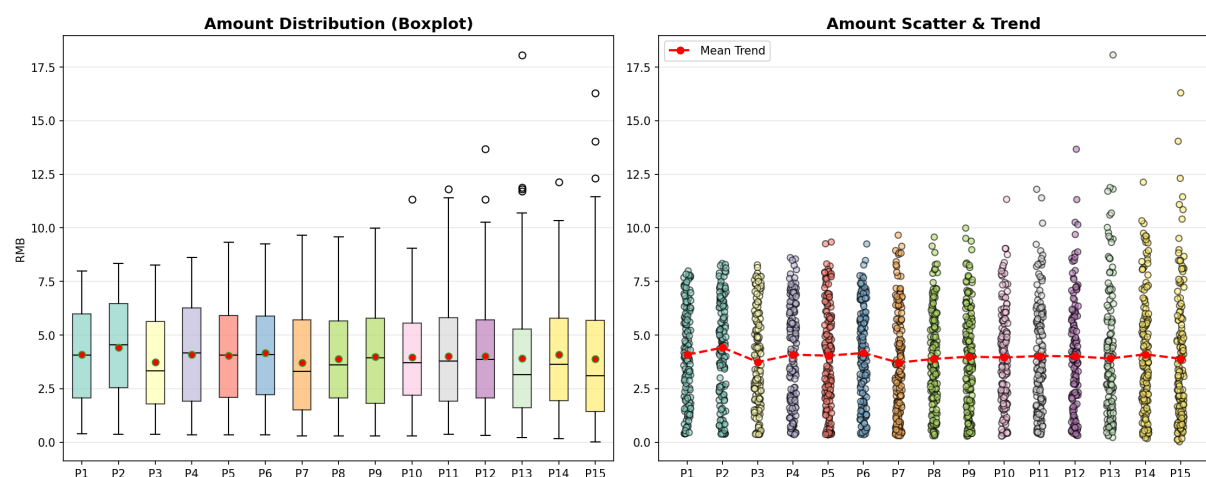 Amount Distribution (Boxplot)
RMB
17.5
15.0
12.5
10.0
7.5
5.0
2.5
0.0
P1 P2 P3 P4 P5 P6 P7 P8 P9 P10 P11 P12 P13 P14 P15
Amount Scatter & Trend
Mean Trend
17.5
15.0
12.5
10.0
7.5
5.0
2.5
0.0
P1 P2 P3 P4 P5 P6 P7 P8 P9 P10 P11 P12 P13 P14 P15